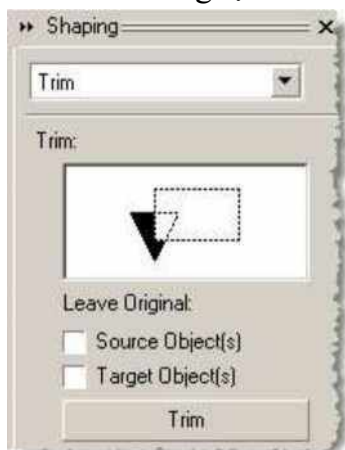 Shaping
Trim
Trim:
Leave Original:
Source Object(s)
Target Object(s)
Trim